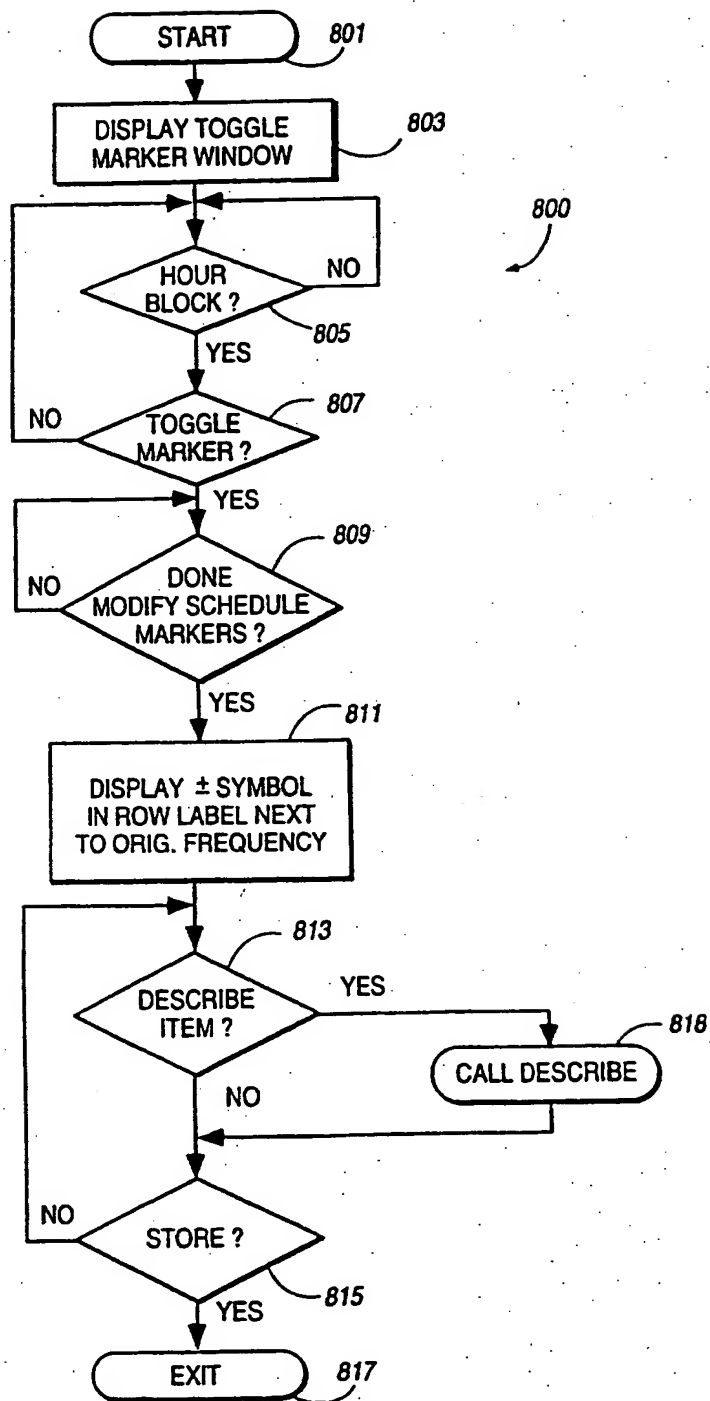 START
801
DISPLAY TOGGLE
MARKER WINDOW
803
800
HOUR
BLOCK ?
NO
805
YES
807
NO
TOGGLE
MARKER ?
YES
809
NO
DONE
MODIFY SCHEDULE
MARKERS ?
YES
811
DISPLAY ± SYMBOL
IN ROW LABEL NEXT
TO ORIG. FREQUENCY
813
DESCRIBE
ITEM ?
YES
818
CALL DESCRIBE
NO
NO
STORE ?
815
YES
EXIT
817